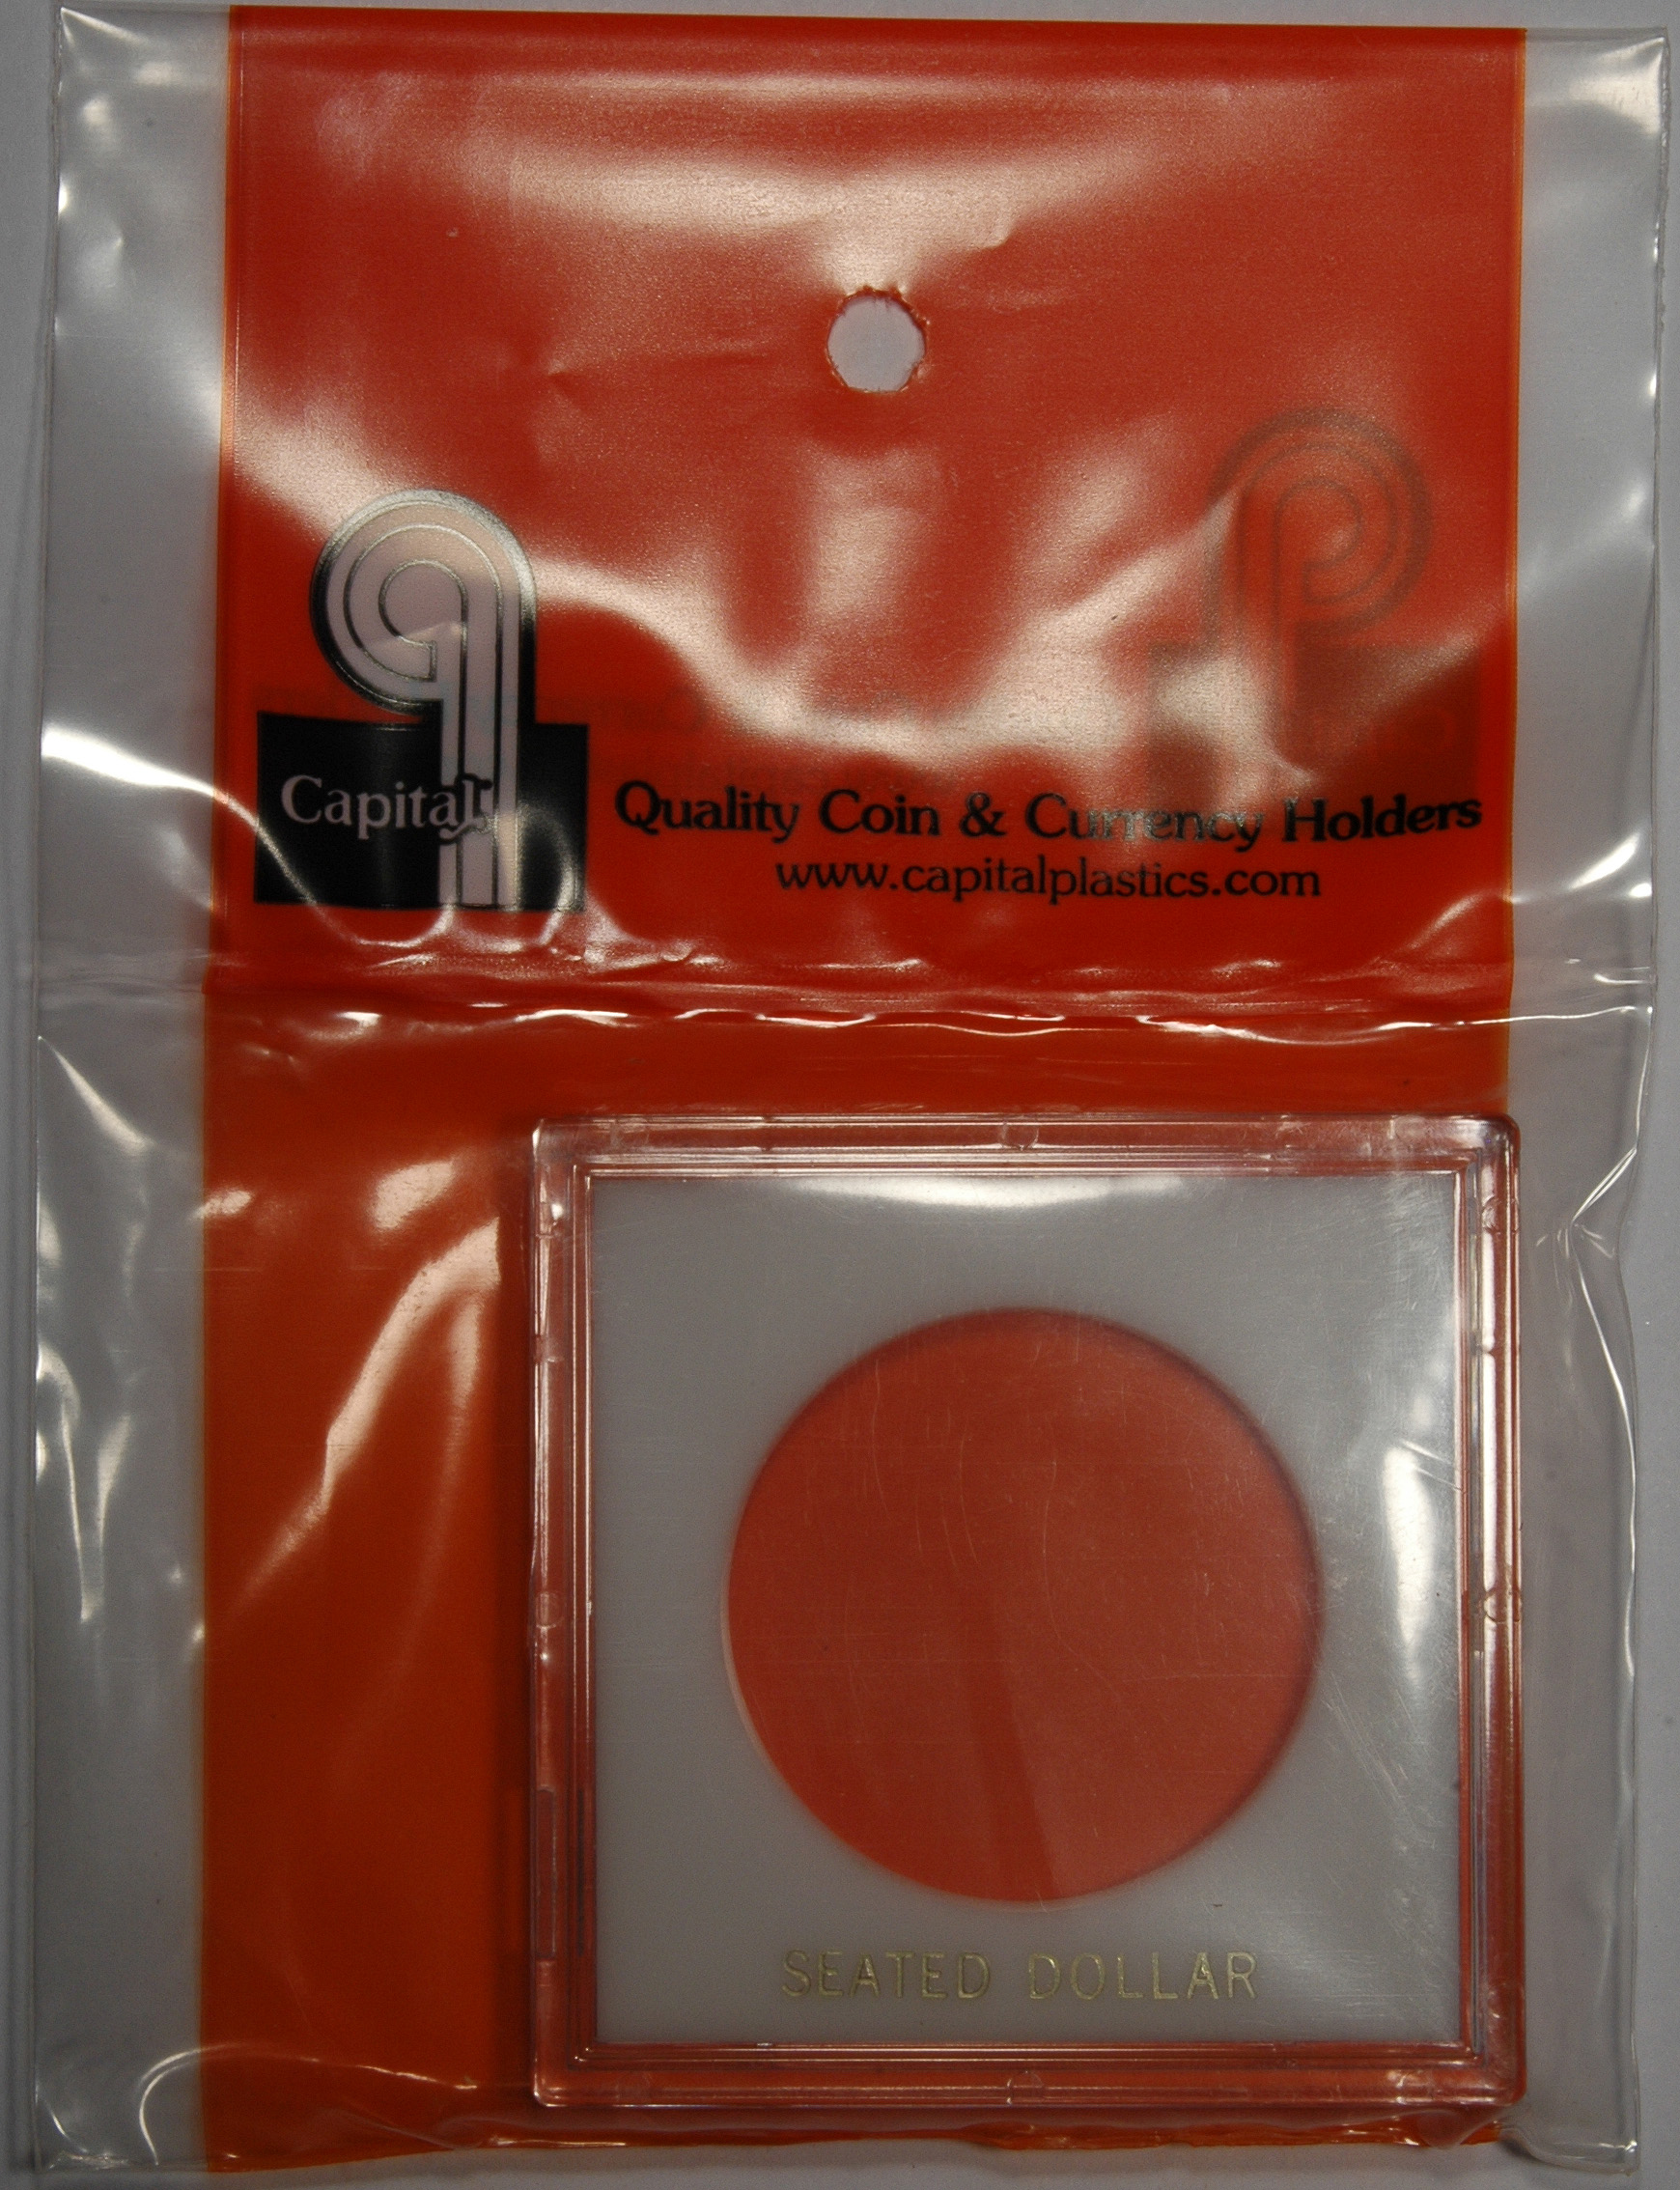 Capital
Quality Coin & Currency Holders
www.capitalplastics.com
SEATED DOLLAR